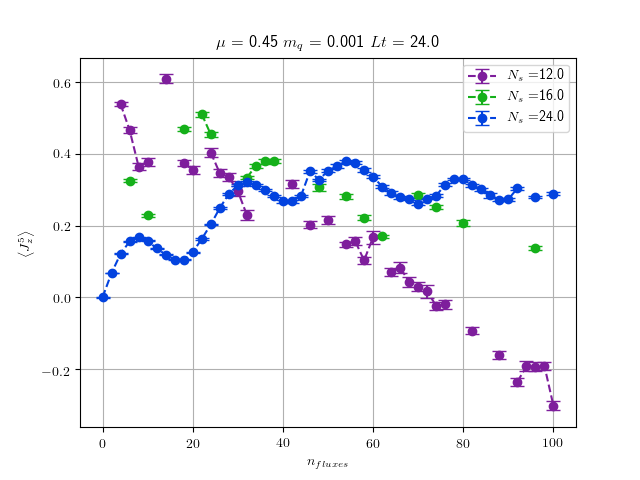 μ = 0.45 m_q = 0.001 Lt = 24.0
N_s =12.0
N_s =16.0
N_s =24.0
0.6
0.4
0.2
0.0
−0.2
⟨J_z^5⟩
0 20 40 60 80 100
n_fluxes